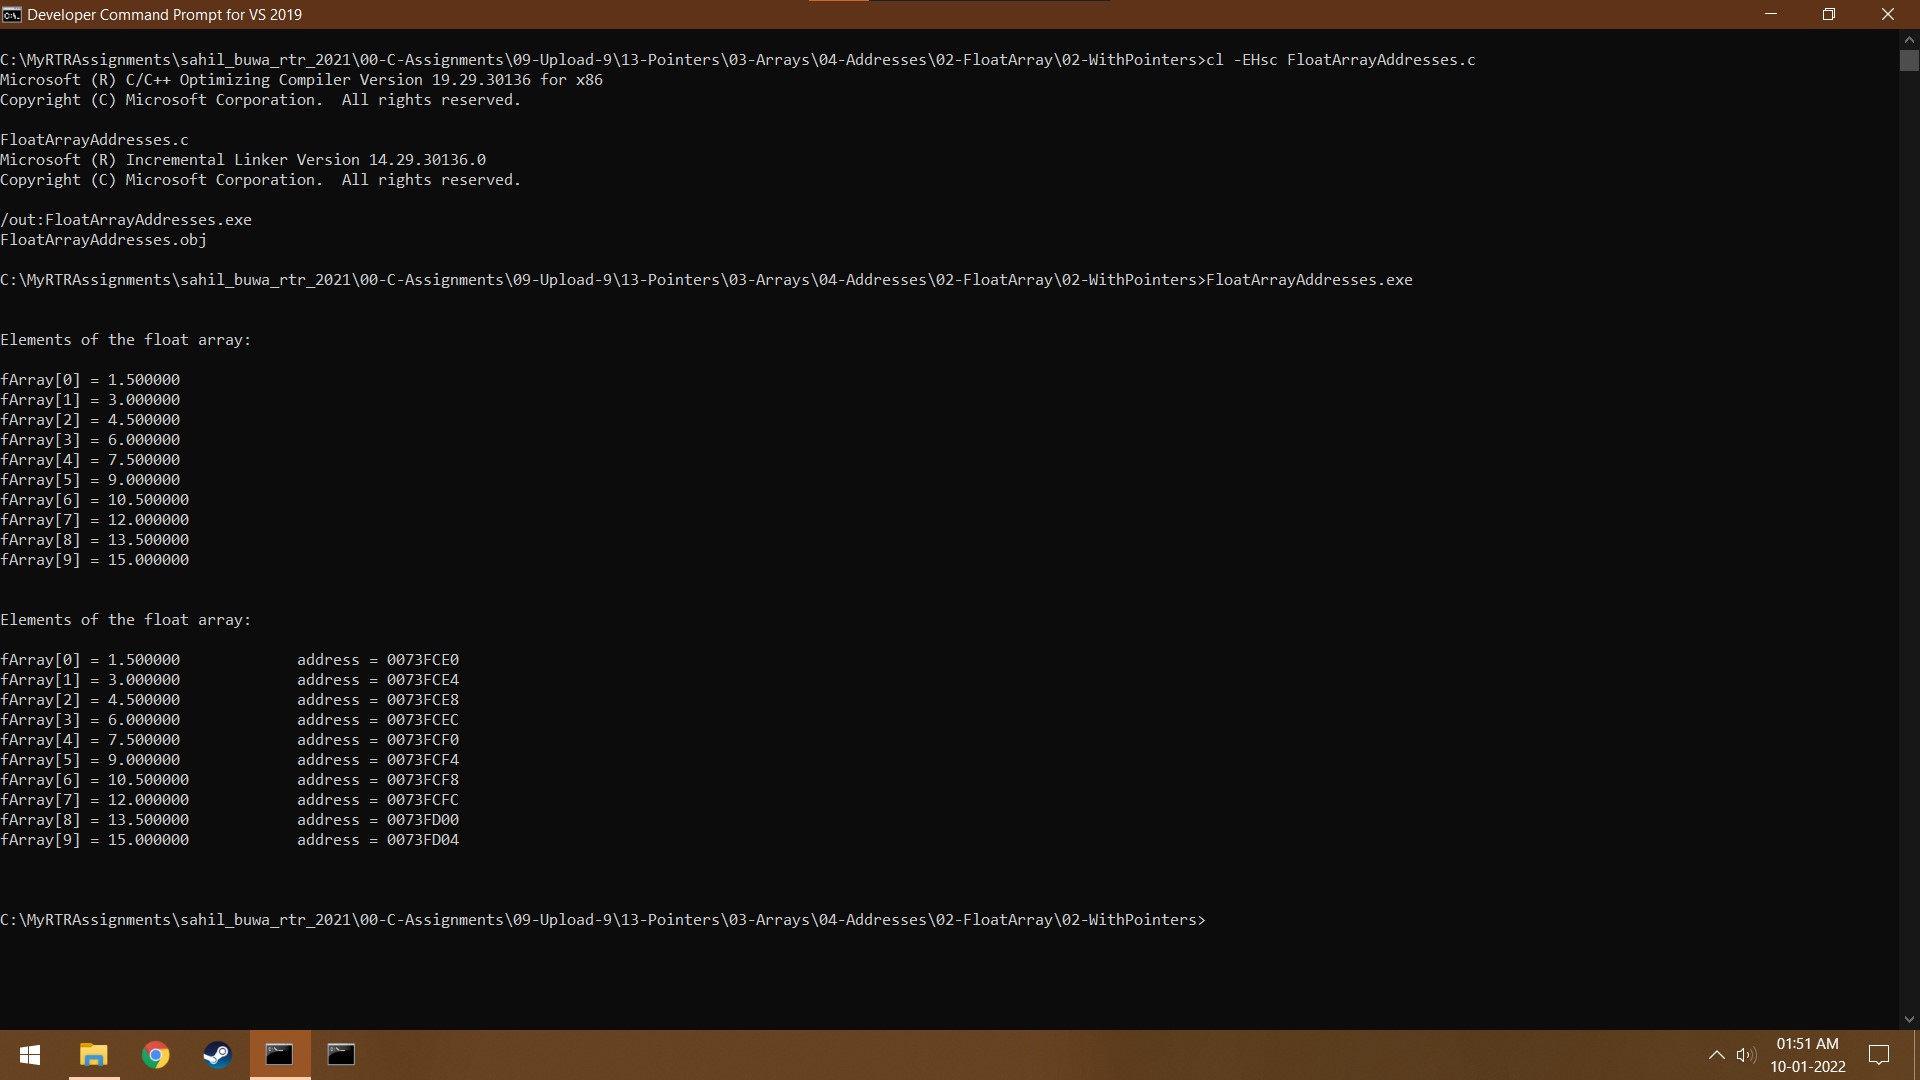 Developer Command Prompt for VS 2019
C:\MyRTRAssignments\sahil_buwa_rtr_2021\00-C-Assignments\09-Upload-9\13-Pointers\03-Arrays\04-Addresses\02-FloatArray\02-WithPointers>cl -EHsc FloatArrayAddresses.c
Microsoft (R) C/C++ Optimizing Compiler Version 19.29.30136 for x86
Copyright (C) Microsoft Corporation.  All rights reserved.
FloatArrayAddresses.c
Microsoft (R) Incremental Linker Version 14.29.30136.0
Copyright (C) Microsoft Corporation.  All rights reserved.
/out:FloatArrayAddresses.exe
FloatArrayAddresses.obj
C:\MyRTRAssignments\sahil_buwa_rtr_2021\00-C-Assignments\09-Upload-9\13-Pointers\03-Arrays\04-Addresses\02-FloatArray\02-WithPointers>FloatArrayAddresses.exe
Elements of the float array:
fArray[0] = 1.500000
fArray[1] = 3.000000
fArray[2] = 4.500000
fArray[3] = 6.000000
fArray[4] = 7.500000
fArray[5] = 9.000000
fArray[6] = 10.500000
fArray[7] = 12.000000
fArray[8] = 13.500000
fArray[9] = 15.000000
Elements of the float array:
fArray[0] = 1.500000             address = 0073FCE0
fArray[1] = 3.000000             address = 0073FCE4
fArray[2] = 4.500000             address = 0073FCE8
fArray[3] = 6.000000             address = 0073FCEC
fArray[4] = 7.500000             address = 0073FCF0
fArray[5] = 9.000000             address = 0073FCF4
fArray[6] = 10.500000            address = 0073FCF8
fArray[7] = 12.000000            address = 0073FCFC
fArray[8] = 13.500000            address = 0073FD00
fArray[9] = 15.000000            address = 0073FD04
C:\MyRTRAssignments\sahil_buwa_rtr_2021\00-C-Assignments\09-Upload-9\13-Pointers\03-Arrays\04-Addresses\02-FloatArray\02-WithPointers>
01:51 AM
10-01-2022